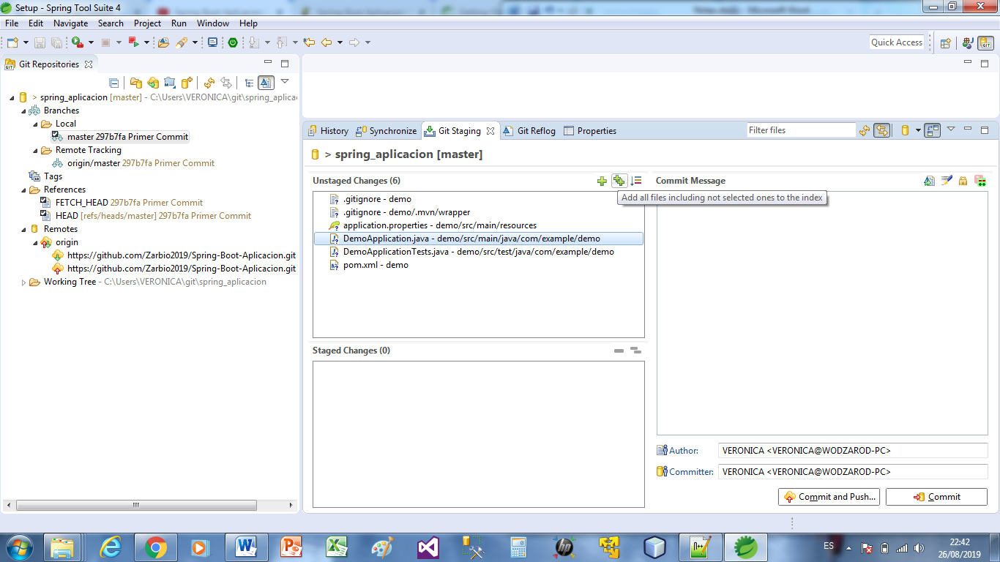 Setup - Spring Tool Suite 4
File Edit Navigate Search Project Run Window Help
Quick Access
Git Repositories
> spring_aplicacion [master] - C:\Users\VERONICA\git\spring_aplica
Branches
Local
master 297b7fa Primer Commit
Remote Tracking
origin/master 297b7fa Primer Commit
Tags
References
FETCH_HEAD 297b7fa Primer Commit
HEAD [refs/heads/master] 297b7fa Primer Commit
Remotes
origin
https://github.com/Zarbio2019/Spring-Boot-Aplicacion.git
https://github.com/Zarbio2019/Spring-Boot-Aplicacion.git
Working Tree - C:\Users\VERONICA\git\spring_aplicacion
History Synchronize Git Staging Git Reflog Properties
Filter files
> spring_aplicacion [master]
Unstaged Changes (6)
.gitignore - demo
.gitignore - demo/.mvn/wrapper
application.properties - demo/src/main/resources
DemoApplication.java - demo/src/main/java/com/example/demo
DemoApplicationTests.java - demo/src/test/java/com/example/demo
pom.xml - demo
Staged Changes (0)
Commit Message
Add all files including not selected ones to the index
Author: VERONICA <VERONICA@WODZAROD-PC>
Committer: VERONICA <VERONICA@WODZAROD-PC>
Commit and Push... Commit
ES
22:42
26/08/2019